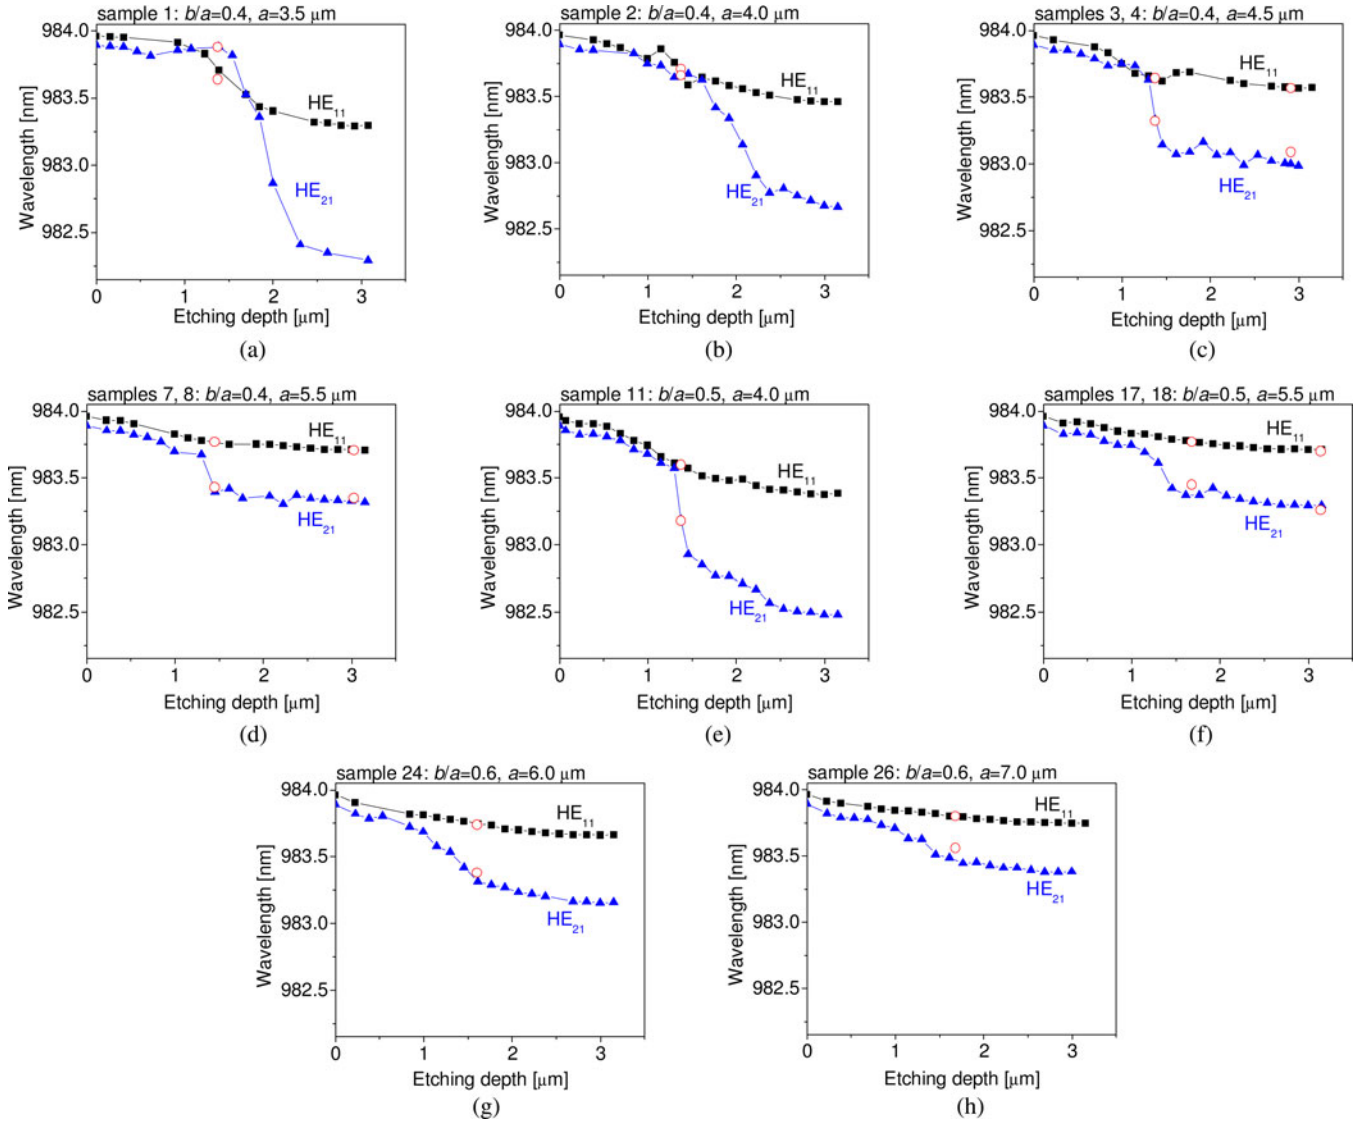 sample 1: b/a=0.4, a=3.5 μm
984.0
983.5
983.0
982.5
Wavelength [nm]
HE11
HE21
0 1 2 3
Etching depth [μm]
(a)
sample 2: b/a=0.4, a=4.0 μm
984.0
983.5
983.0
982.5
Wavelength [nm]
HE11
HE21
0 1 2 3
Etching depth [μm]
(b)
samples 3, 4: b/a=0.4, a=4.5 μm
984.0
983.5
983.0
982.5
Wavelength [nm]
HE11
HE21
0 1 2 3
Etching depth [μm]
(c)
samples 7, 8: b/a=0.4, a=5.5 μm
984.0
983.5
983.0
982.5
Wavelength [nm]
HE11
HE21
0 1 2 3
Etching depth [μm]
(d)
sample 11: b/a=0.5, a=4.0 μm
984.0
983.5
983.0
982.5
Wavelength [nm]
HE11
HE21
0 1 2 3
Etching depth [μm]
(e)
samples 17, 18: b/a=0.5, a=5.5 μm
984.0
983.5
983.0
982.5
Wavelength [nm]
HE11
HE21
0 1 2 3
Etching depth [μm]
(f)
sample 24: b/a=0.6, a=6.0 μm
984.0
983.5
983.0
982.5
Wavelength [nm]
HE11
HE21
0 1 2 3
Etching depth [μm]
(g)
sample 26: b/a=0.6, a=7.0 μm
984.0
983.5
983.0
982.5
Wavelength [nm]
HE11
HE21
0 1 2 3
Etching depth [μm]
(h)